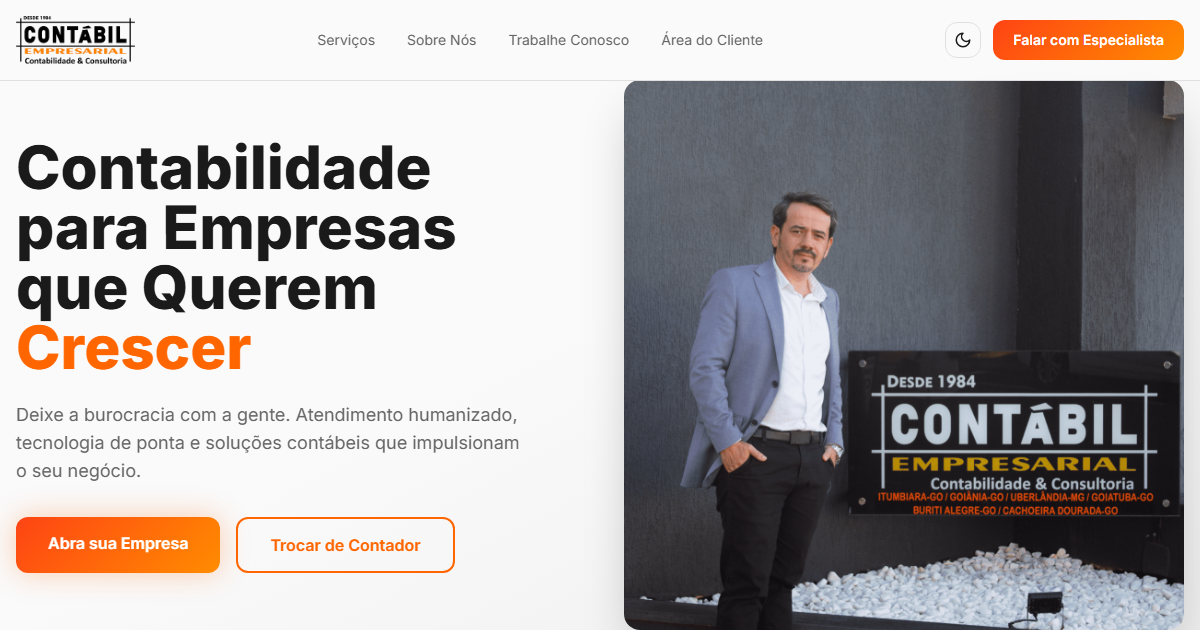 DESDE 1984
CONTÁBIL
EMPRESARIAL
Contabilidade & Consultoria
Serviços
Sobre Nós
Trabalhe Conosco
Área do Cliente
Falar com Especialista
Contabilidade
para Empresas
que Querem
Crescer
Deixe a burocracia com a gente. Atendimento humanizado,
tecnologia de ponta e soluções contábeis que impulsionam
o seu negócio.
Abra sua Empresa
Trocar de Contador
DESDE 1984
CONTÁBIL
EMPRESARIAL
Contabilidade & Consultoria
ITUMBIARA-GO / GOIÂNIA-GO / UBERLÂNDIA-MG / GOIATUBA-GO
BURITI ALEGRE-GO / CACHOEIRA DOURADA-GO